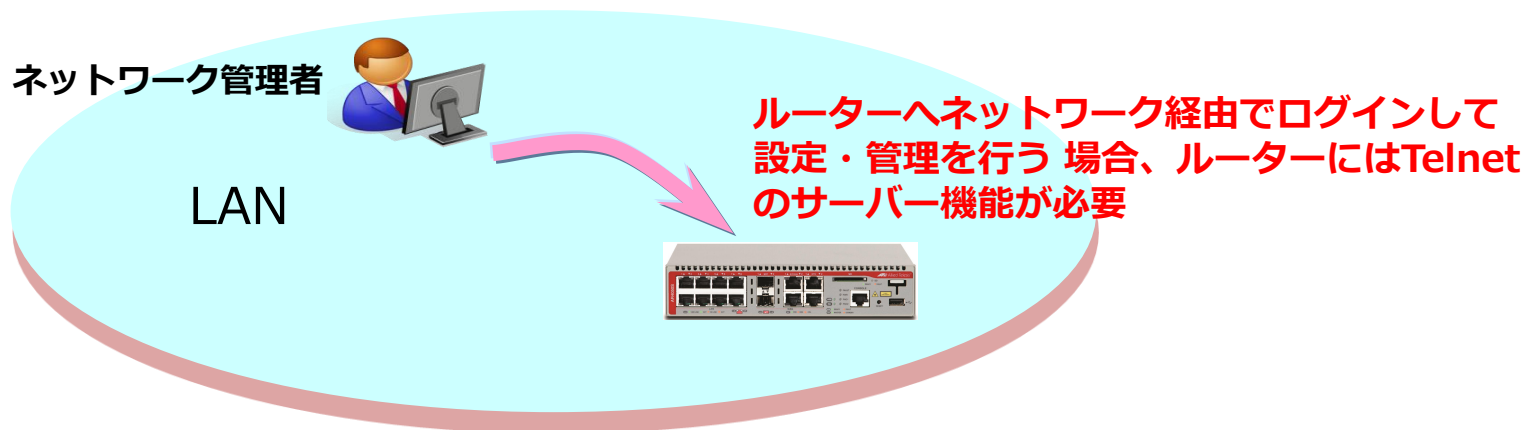 ネットワーク管理者
ルーターへネットワーク経由でログインして
設定・管理を行う 場合、ルーターにはTelnet
のサーバー機能が必要
LAN